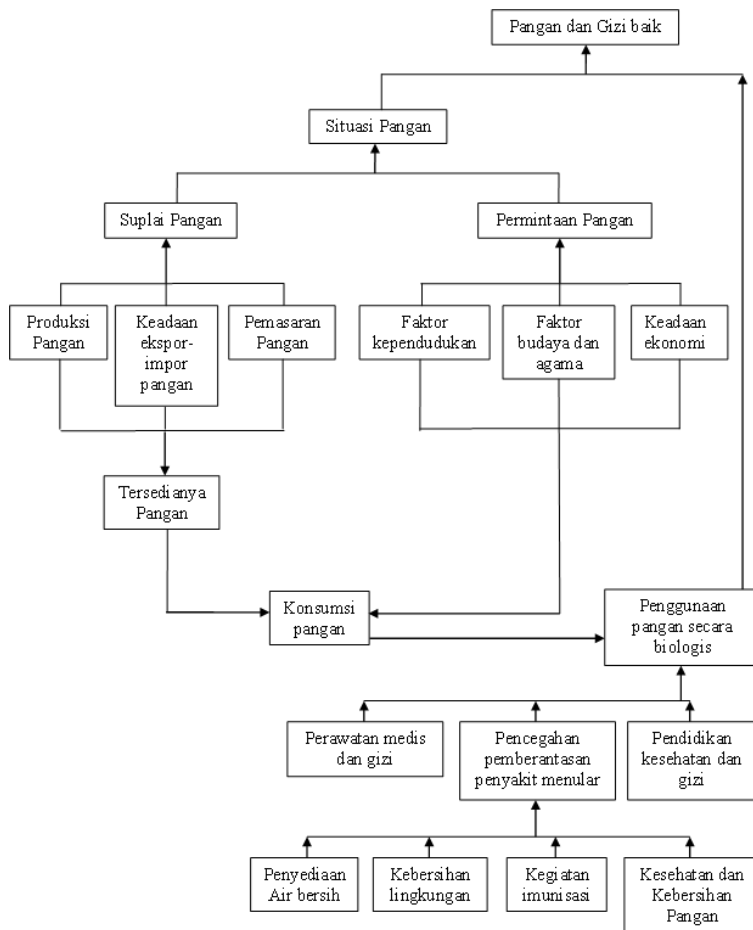 Pangan dan Gizi baik
Situasi Pangan
Suplai Pangan
Permintaan Pangan
Produksi
Pangan
Keadaan
ekspor-
impor
pangan
Pemasaran
Pangan
Faktor
kependudukan
Faktor
budaya dan
agama
Keadaan
ekonomi
Tersedianya
Pangan
Konsumsi
pangan
Penggunaan
pangan secara
biologis
Perawatan medis
dan gizi
Pencegahan
pemberantasan
penyakit menular
Pendidikan
kesehatan dan
gizi
Penyediaan
Air bersih
Kebersihan
lingkungan
Kegiatan
imunisasi
Kesehatan dan
Kebersihan
Pangan